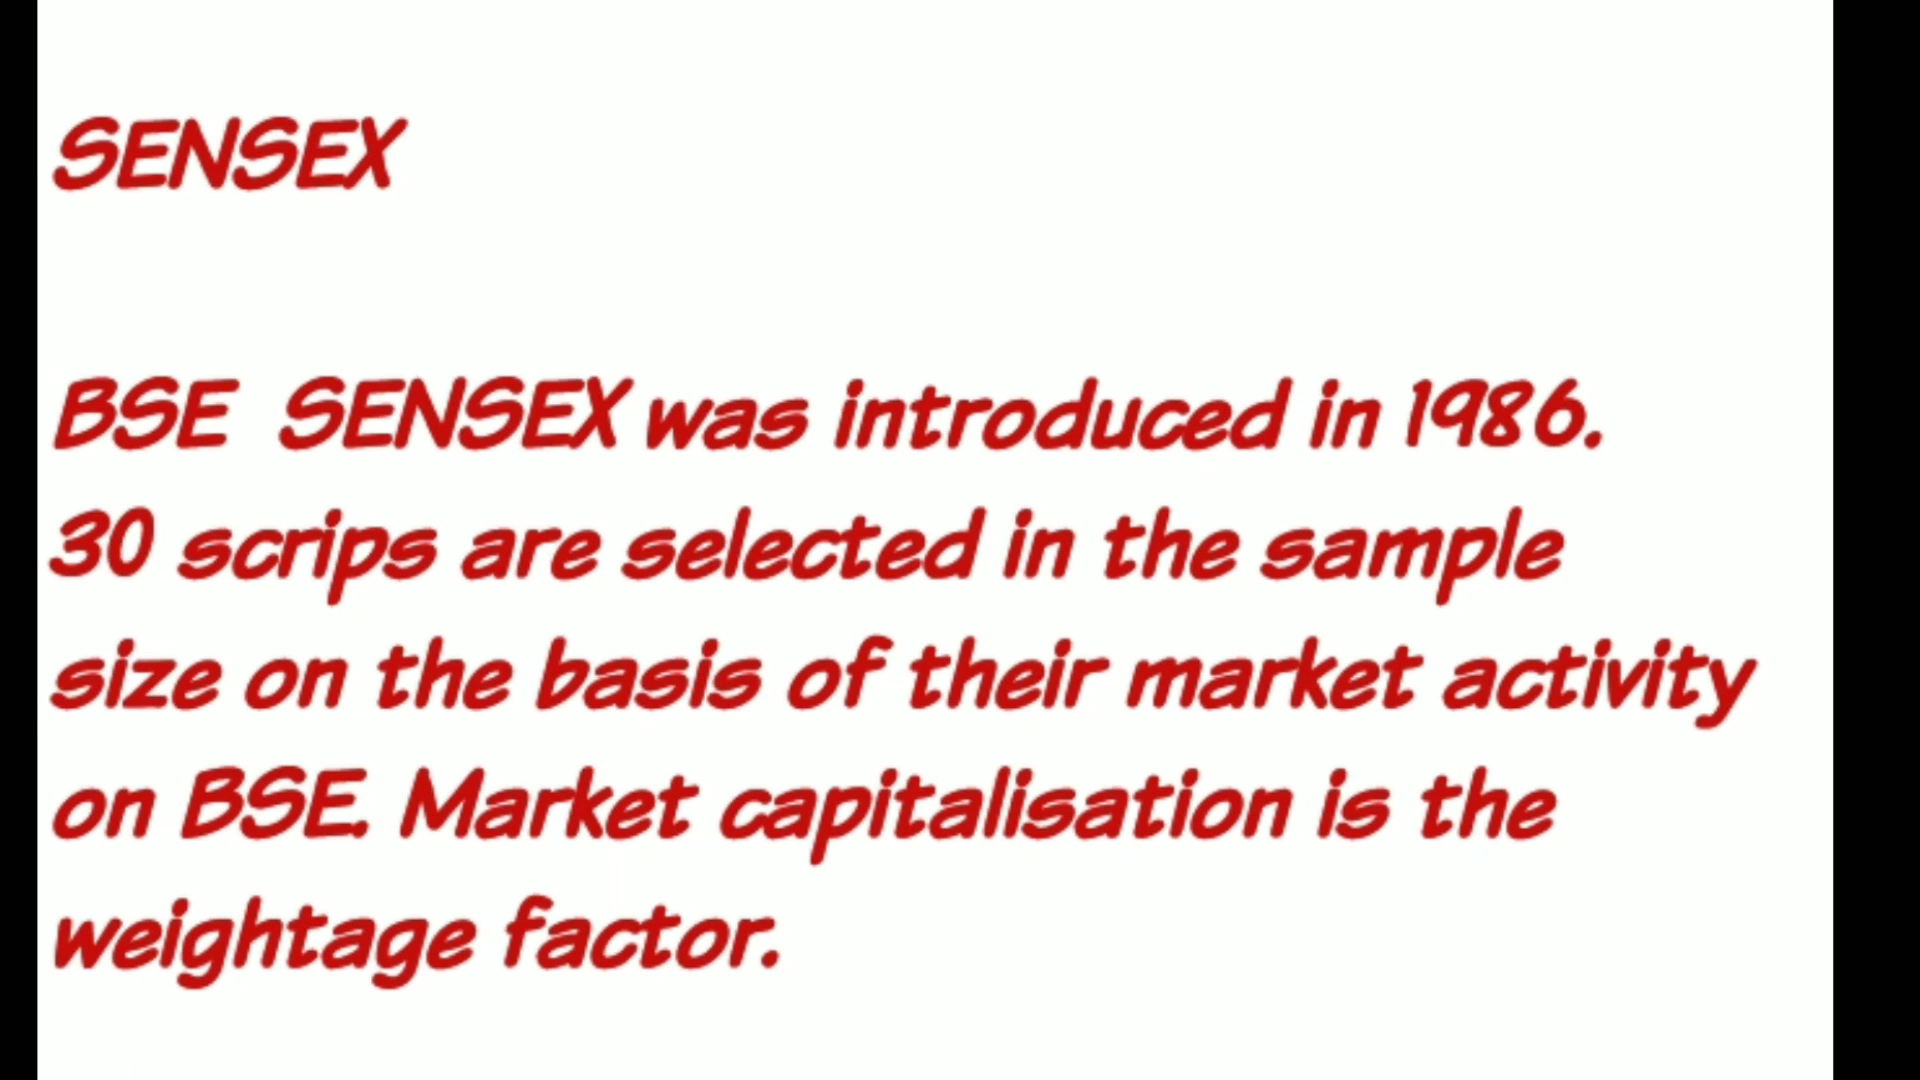 SENSEX
BSE SENSEX was introduced in 1986.
30 scrips are selected in the sample
size on the basis of their market activity
on BSE. Market capitalisation is the
weightage factor.